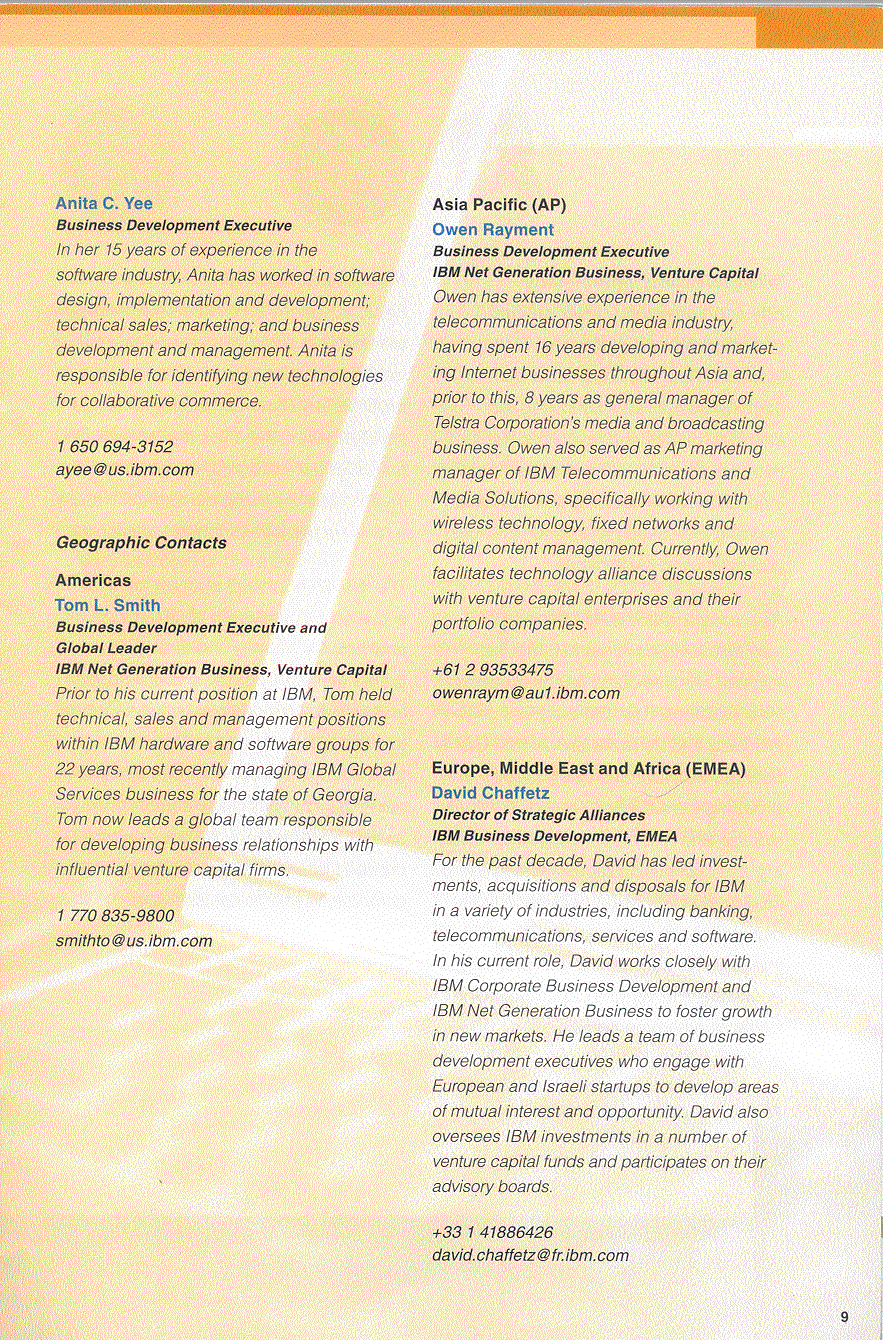 Anita C. Yee
Business Development Executive
In her 15 years of experience in the
software industry, Anita has worked in software
design, implementation and development;
technical sales; marketing; and business
development and management. Anita is
responsible for identifying new technologies
for collaborative commerce.
1 650 694-3152
ayee@us.ibm.com
Geographic Contacts
Americas
Tom L. Smith
Business Development Executive and
Global Leader
IBM Net Generation Business, Venture Capital
Prior to his current position at IBM, Tom held
technical, sales and management positions
within IBM hardware and software groups for
22 years, most recently managing IBM Global
Services business for the state of Georgia.
Tom now leads a global team responsible
for developing business relationships with
influential venture capital firms.
1 770 835-9800
smithto@us.ibm.com
Asia Pacific (AP)
Owen Rayment
Business Development Executive
IBM Net Generation Business, Venture Capital
Owen has extensive experience in the
telecommunications and media industry,
having spent 16 years developing and market-
ing Internet businesses throughout Asia and,
prior to this, 8 years as general manager of
Telstra Corporation's media and broadcasting
business. Owen also served as AP marketing
manager of IBM Telecommunications and
Media Solutions, specifically working with
wireless technology, fixed networks and
digital content management. Currently, Owen
facilitates technology alliance discussions
with venture capital enterprises and their
portfolio companies.
+61 2 93533475
owenraym@au1.ibm.com
Europe, Middle East and Africa (EMEA)
David Chaffetz
Director of Strategic Alliances
IBM Business Development, EMEA
For the past decade, David has led invest-
ments, acquisitions and disposals for IBM
in a variety of industries, including banking,
telecommunications, services and software.
In his current role, David works closely with
IBM Corporate Business Development and
IBM Net Generation Business to foster growth
in new markets. He leads a team of business
development executives who engage with
European and Israeli startups to develop areas
of mutual interest and opportunity. David also
oversees IBM investments in a number of
venture capital funds and participates on their
advisory boards.
+33 1 41886426
david.chaffetz@fr.ibm.com
9